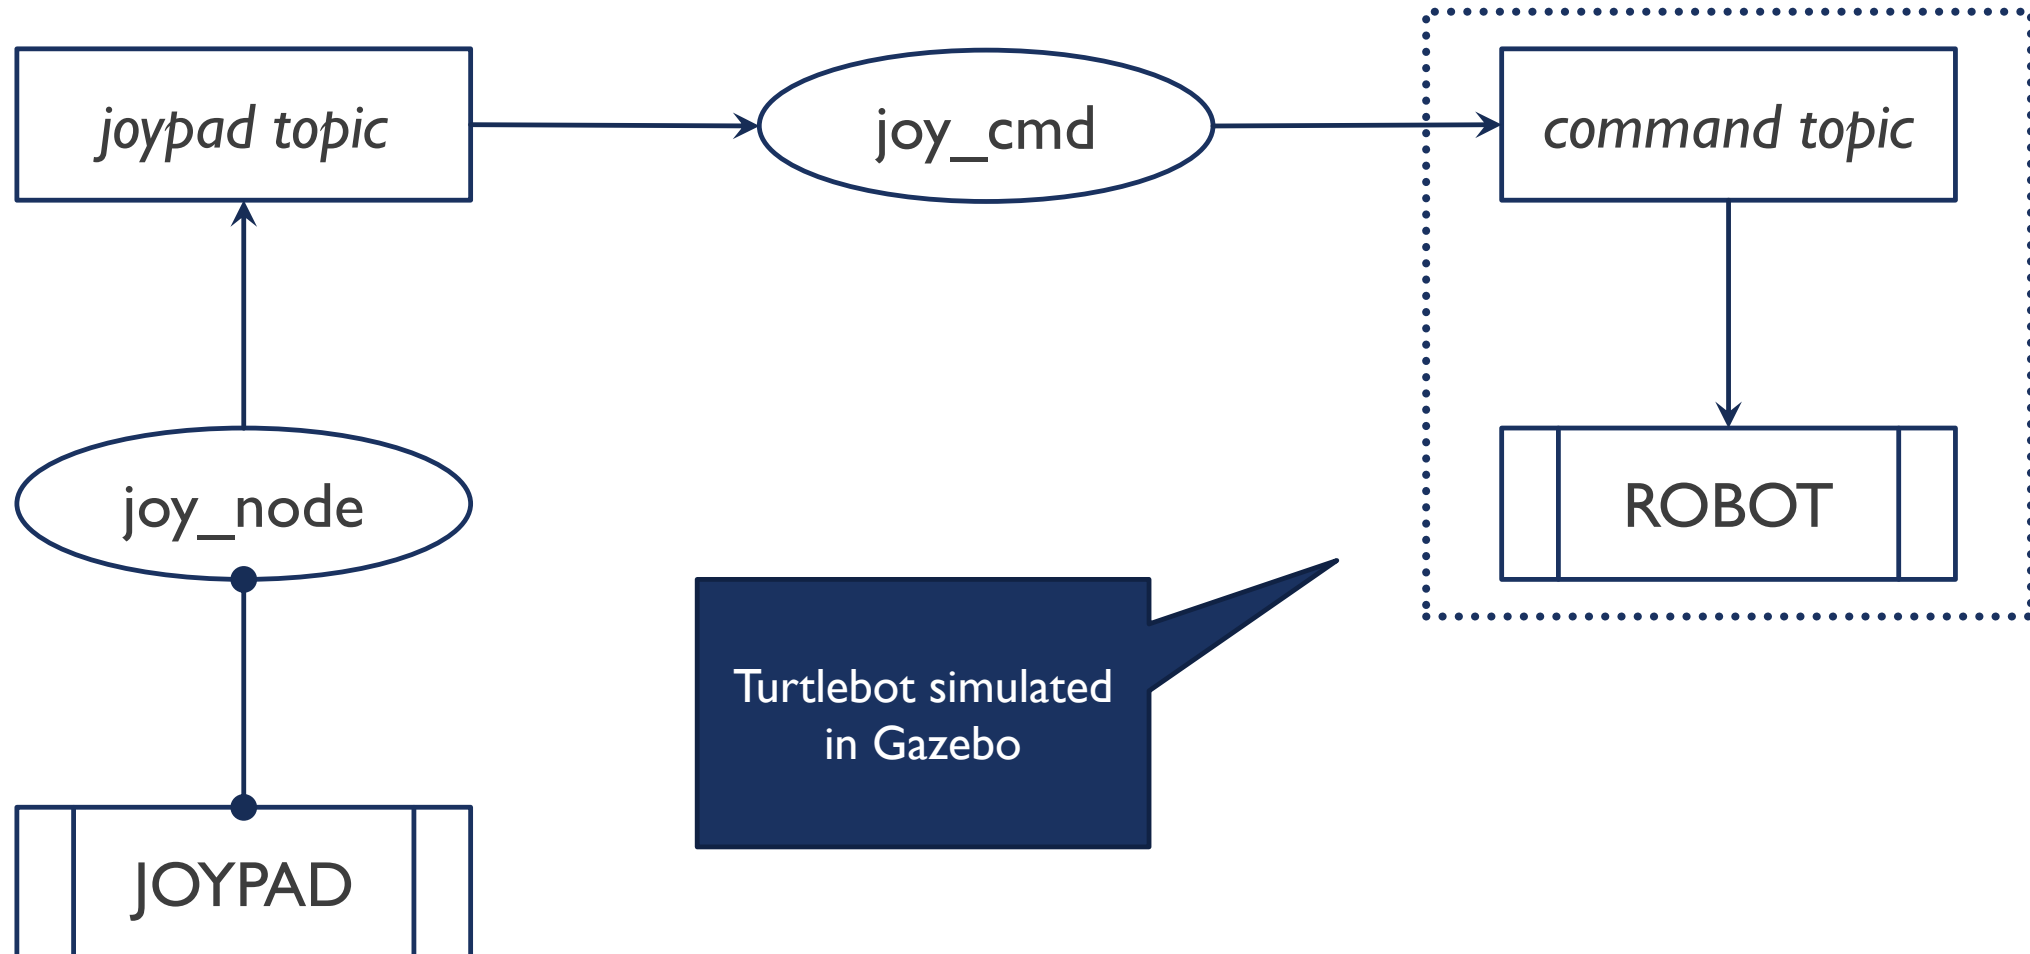 joypad topic
joy_cmd
command topic
joy_node
ROBOT
Turtlebot simulated
in Gazebo
JOYPAD